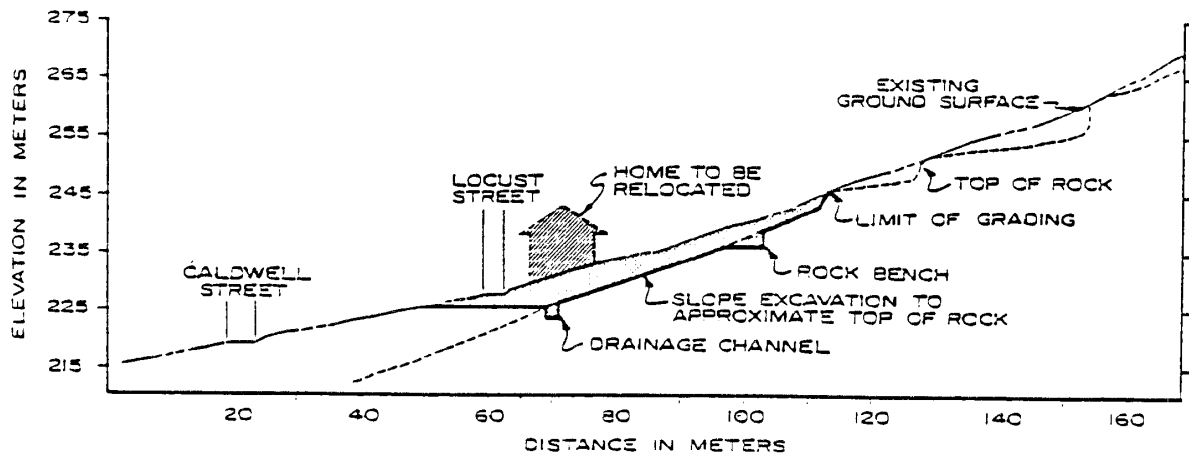 275
265
255
245
235
225
215
ELEVATION IN METERS
EXISTING
GROUND SURFACE
HOME TO BE
RELOCATED
LOCUST
STREET
TOP OF ROCK
LIMIT OF GRADING
CALDWELL
STREET
ROCK BENCH
SLOPE EXCAVATION TO
APPROXIMATE TOP OF ROCK
DRAINAGE CHANNEL
20 40 60 80 100 120 140 160
DISTANCE IN METERS